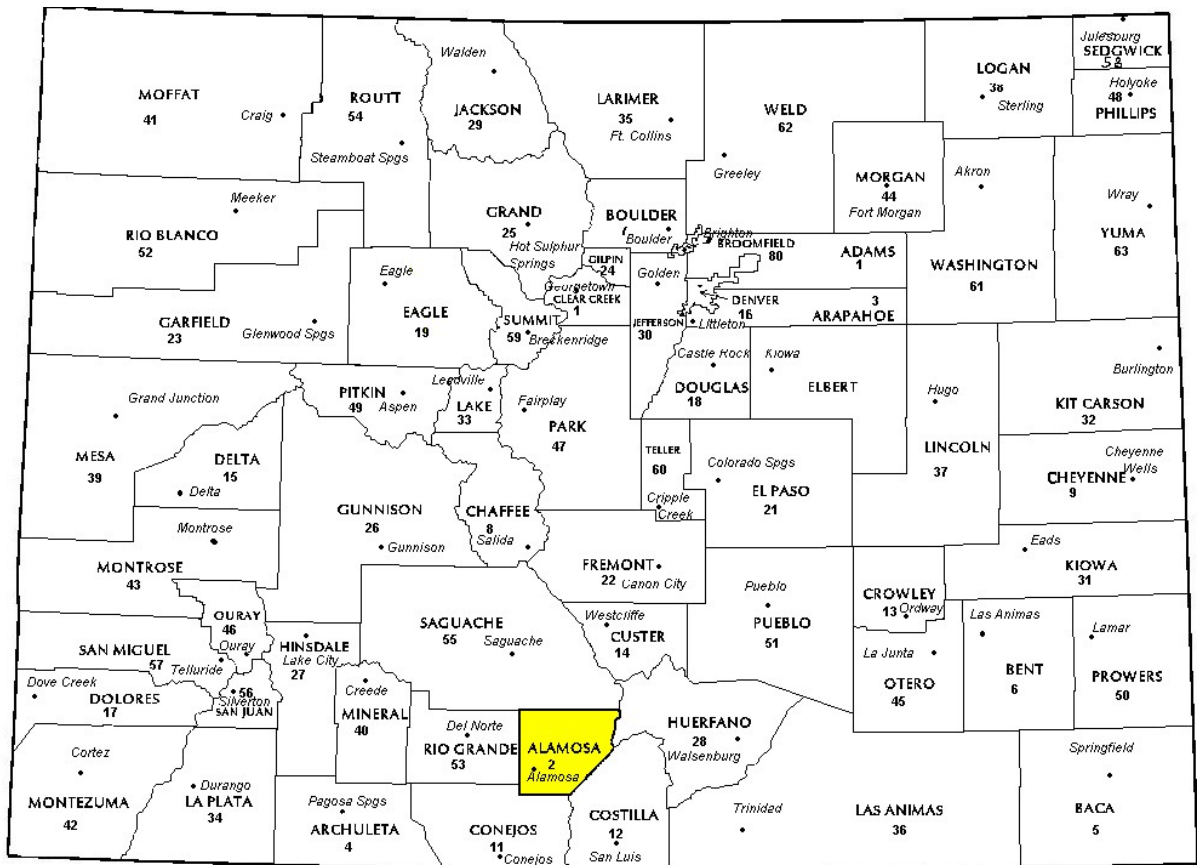 Julesburg
SEDGWICK
58
Walden
LOGAN
38
Sterling
Holyoke
48
PHILLIPS
MOFFAT
41
Craig
ROUTT
54
Steamboat Spgs
JACKSON
29
LARIMER
35
Ft. Collins
WELD
62
Greeley
MORGAN
44
Fort Morgan
Akron
WASHINGTON
61
Wray
YUMA
63
Meeker
RIO BLANCO
52
GRAND
25
Hot Sulphur
Springs
BOULDER
Boulder
Brighton
BROOMFIELD
80
ADAMS
1
GILPIN
24
Georgetown
CLEAR CREEK
1
Golden
JEFFERSON
30
DENVER
16
Littleton
3
ARAPAHOE
Eagle
EAGLE
19
SUMMIT
59
Breckenridge
GARFIELD
23
Glenwood Spgs
Castle Rock
DOUGLAS
18
Kiowa
ELBERT
Hugo
LINCOLN
37
Burlington
KIT CARSON
32
PITKIN
49
Aspen
Leadville
LAKE
33
Fairplay
PARK
47
Grand Junction
MESA
39
DELTA
15
Delta
TELLER
60
Cripple
Creek
Colorado Spgs
EL PASO
21
Cheyenne
Wells
CHEYENNE
9
GUNNISON
26
Gunnison
CHAFFEE
8
Salida
Montrose
MONTROSE
43
FREMONT
22
Canon City
Eads
KIOWA
31
Pueblo
PUEBLO
51
CROWLEY
13
Ordway
OURAY
46
Ouray
HINSDALE
Lake City
27
SAGUACHE
55
Saguache
Westcliffe
CUSTER
14
Las Animas
BENT
6
Lamar
PROWERS
50
La Junta
OTERO
45
SAN MIGUEL
57
Telluride
Dove Creek
DOLORES
17
56
Silverton
SAN JUAN
Creede
MINERAL
40
Del Norte
RIO GRANDE
53
ALAMOSA
2
Alamosa
HUERFANO
28
Walsenburg
Cortez
MONTEZUMA
42
Durango
LA PLATA
34
Pagosa Spgs
ARCHULETA
4
CONEJOS
11
Conejos
COSTILLA
12
San Luis
Trinidad
LAS ANIMAS
36
Springfield
BACA
5